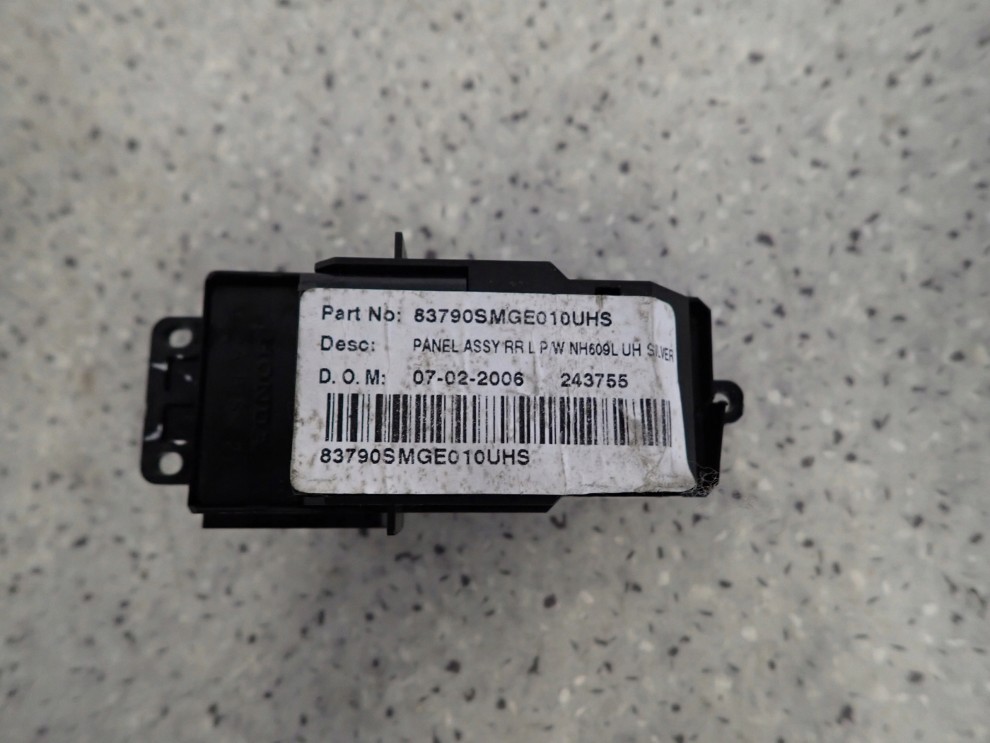 Part No: 83790SMGE010UHS
Desc: PANEL ASSY RR L P/W NH609L UH SILVER
D.O.M: 07-02-2006 243755
83790SMGE010UHS